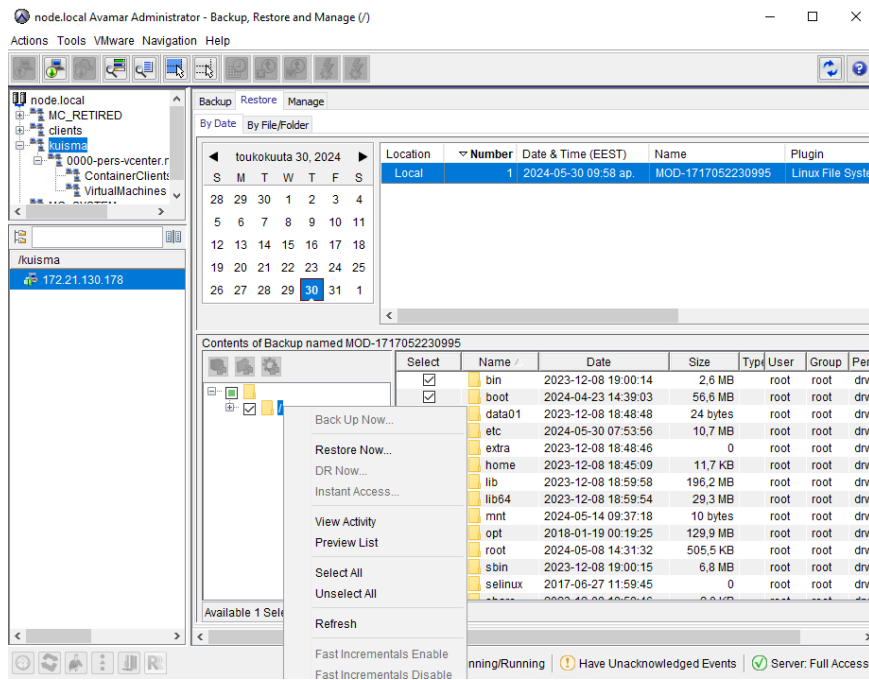 node.local Avamar Administrator - Backup, Restore and Manage (/)
Actions Tools VMware Navigation Help
node.local
MC_RETIRED
clients
kuisma
0000-pers-vcenter.r
ContainerClients
VirtualMachines
/kuisma
172.21.130.178
Backup Restore Manage
By Date By File/Folder
toukokuuta 30, 2024
S M T W T F S
28 29 30 1 2 3 4
5 6 7 8 9 10 11
12 13 14 15 16 17 18
19 20 21 22 23 24 25
26 27 28 29 30 31 1
Location Number Date & Time (EEST) Name Plugin
Local 1 2024-05-30 09:58 ap. MOD-1717052230995 Linux File Syste
Contents of Backup named MOD-1717052230995
/
Available 1 Sele
Select Name Date Size Type User Group Per
bin 2023-12-08 19:00:14 2,6 MB root root drw
boot 2024-04-23 14:39:03 56,6 MB root root drw
data01 2023-12-08 18:48:48 24 bytes root root drw
etc 2024-05-30 07:53:56 10,7 MB root root drw
extra 2023-12-08 18:48:46 0 root root drw
home 2023-12-08 18:45:09 11,7 KB root root drw
lib 2023-12-08 18:59:58 196,2 MB root root drw
lib64 2023-12-08 18:59:54 29,3 MB root root drw
mnt 2024-05-14 09:37:18 10 bytes root root drw
opt 2018-01-19 00:19:25 129,9 MB root root drw
root 2024-05-08 14:31:32 505,5 KB root root drw
sbin 2023-12-08 19:00:15 6,8 MB root root drw
selinux 2017-06-27 11:59:45 0 root root drw
Back Up Now...
Restore Now...
DR Now...
Instant Access...
View Activity
Preview List
Select All
Unselect All
Refresh
Fast Incrementals Enable
Fast Incrementals Disable
nning/Running Have Unacknowledged Events Server: Full Access